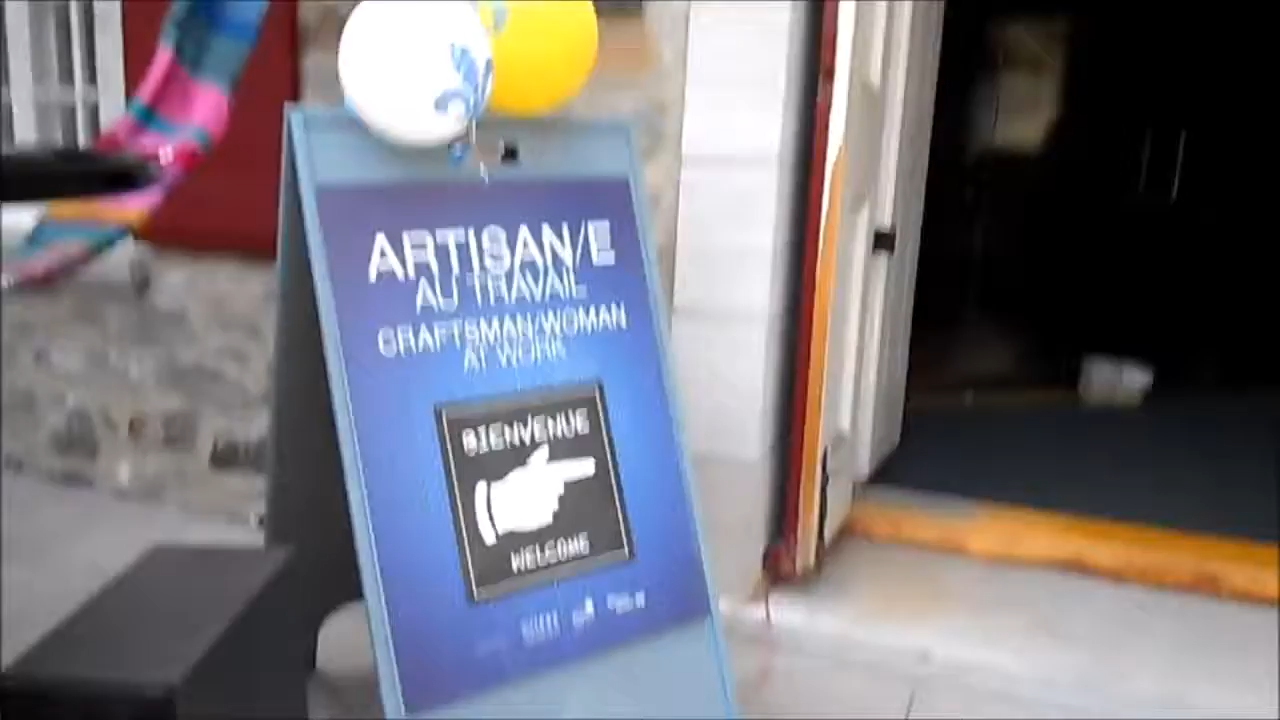 ARTISAN/E
AU TRAVAIL
CRAFTSMAN/WOMAN
AT WORK
BIENVENUE
WELCOME